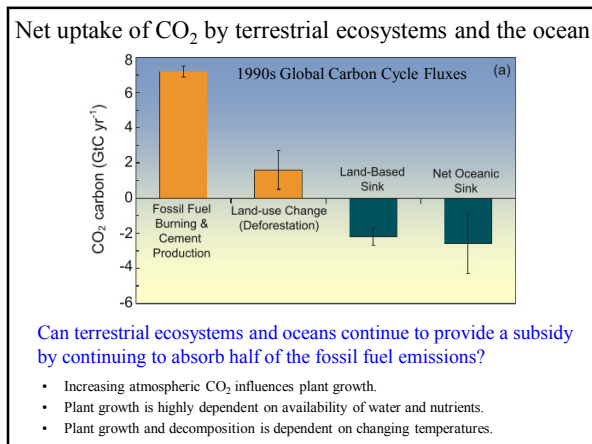 Net uptake of CO₂ by terrestrial ecosystems and the ocean
1990s Global Carbon Cycle Fluxes
(a)
CO₂ carbon (GtC yr⁻¹)
8
6
4
2
0
-2
-4
-6
Fossil Fuel
Burning &
Cement
Production
Land-use Change
(Deforestation)
Land-Based
Sink
Net Oceanic
Sink
Can terrestrial ecosystems and oceans continue to provide a subsidy
by continuing to absorb half of the fossil fuel emissions?
• Increasing atmospheric CO₂ influences plant growth.
• Plant growth is highly dependent on availability of water and nutrients.
• Plant growth and decomposition is dependent on changing temperatures.